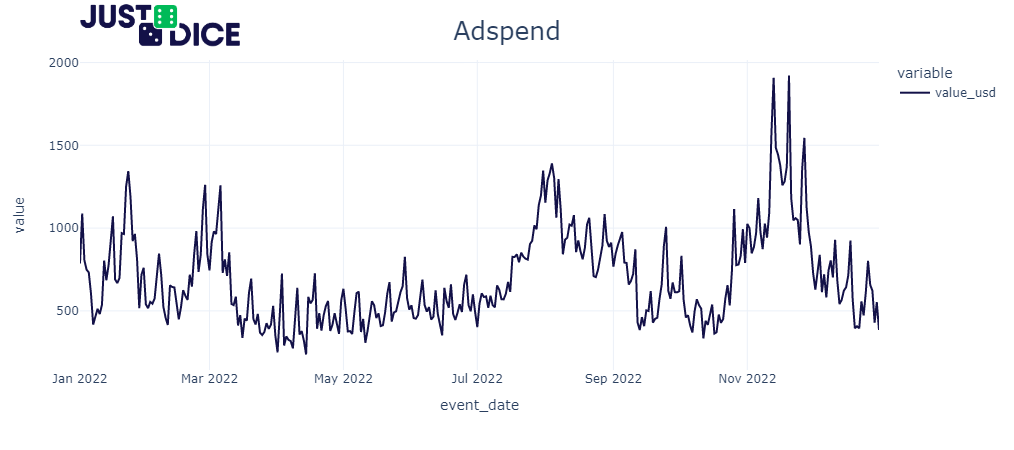 JUST
DICE
Adspend
2000
1500
1000
500
value
Jan 2022
Mar 2022
May 2022
Jul 2022
Sep 2022
Nov 2022
event_date
variable
value_usd